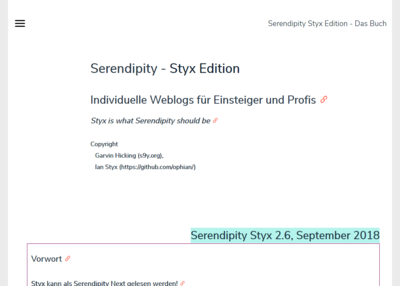 Serendipity Styx Edition - Das Buch
Serendipity - Styx Edition
Individuelle Weblogs für Einsteiger und Profis
Styx is what Serendipity should be
Copyright
Garvin Hicking (s9y.org),
Ian Styx (https://github.com/ophian/)
Serendipity Styx 2.6, September 2018
Vorwort
Styx kann als Serendipity Next gelesen werden!